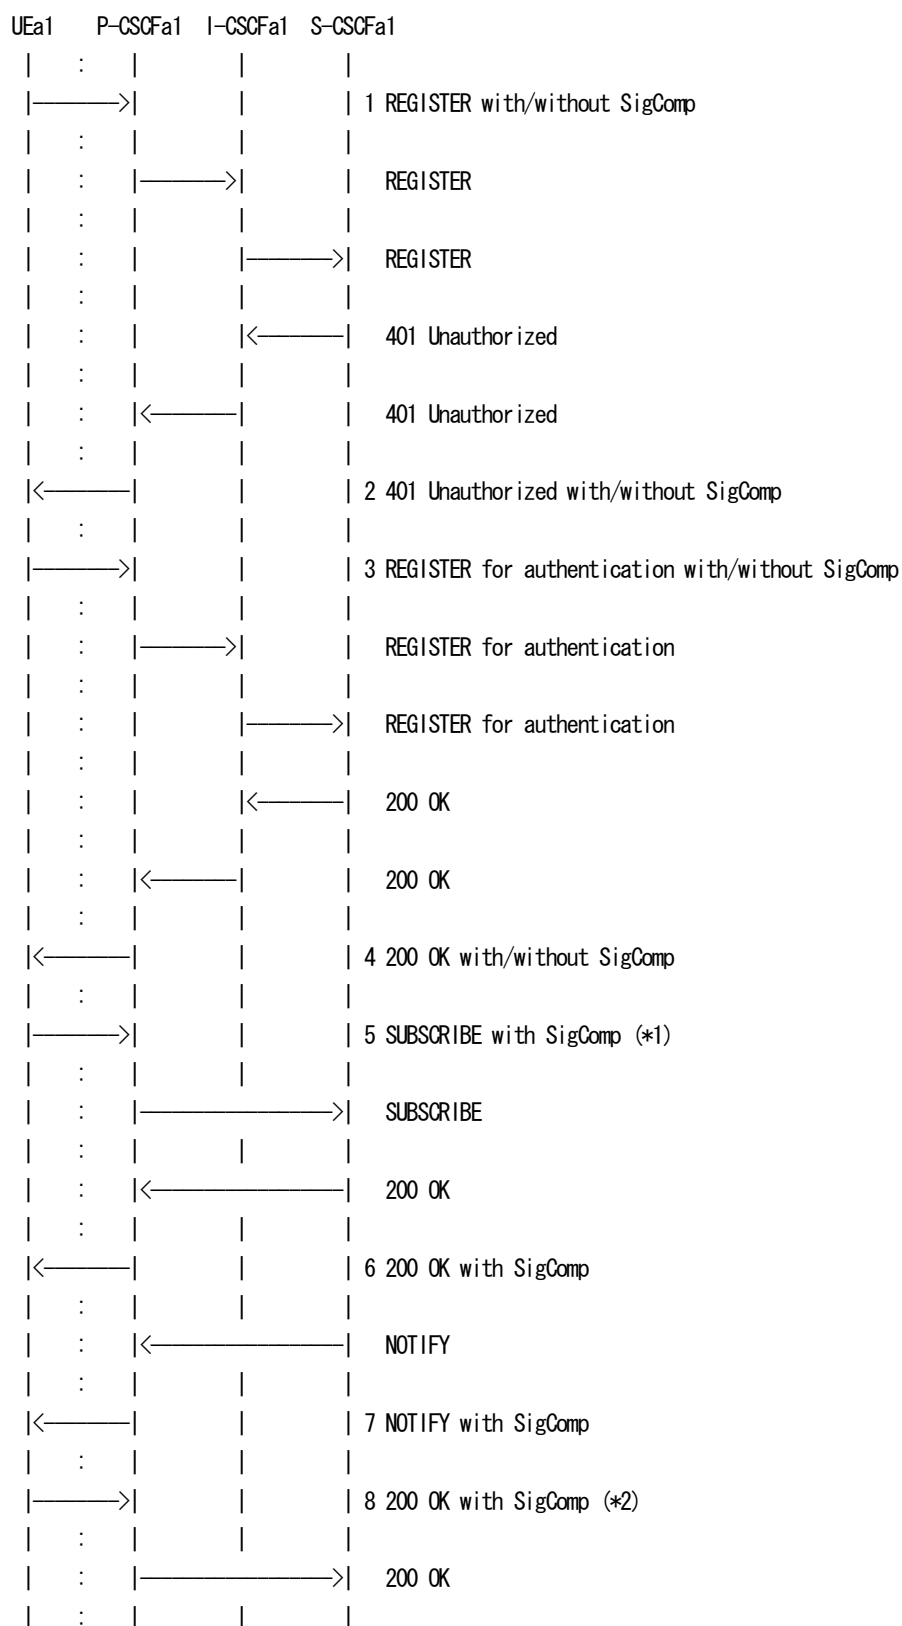 UEa1 P-CSCFa1 I-CSCFa1 S-CSCFa1
| : | | |
|-------->| | | 1 REGISTER with/without SigComp
| : | | |
| : |-------->| | REGISTER
| : | | |
| : | |-------->| REGISTER
| : | | |
| : | |<--------| 401 Unauthorized
| : | | |
| : |<--------| | 401 Unauthorized
| : | | |
|<--------| | | 2 401 Unauthorized with/without SigComp
| : | | |
|-------->| | | 3 REGISTER for authentication with/without SigComp
| : | | |
| : |-------->| | REGISTER for authentication
| : | | |
| : | |-------->| REGISTER for authentication
| : | | |
| : | |<--------| 200 OK
| : | | |
| : |<--------| | 200 OK
| : | | |
|<--------| | | 4 200 OK with/without SigComp
| : | | |
|-------->| | | 5 SUBSCRIBE with SigComp (*1)
| : | | |
| : |------------------>| SUBSCRIBE
| : | | |
| : |<------------------| 200 OK
| : | | |
|<--------| | | 6 200 OK with SigComp
| : | | |
| : |<------------------| NOTIFY
| : | | |
|<--------| | | 7 NOTIFY with SigComp
| : | | |
|-------->| | | 8 200 OK with SigComp (*2)
| : | | |
| : |------------------>| 200 OK
| : | | |